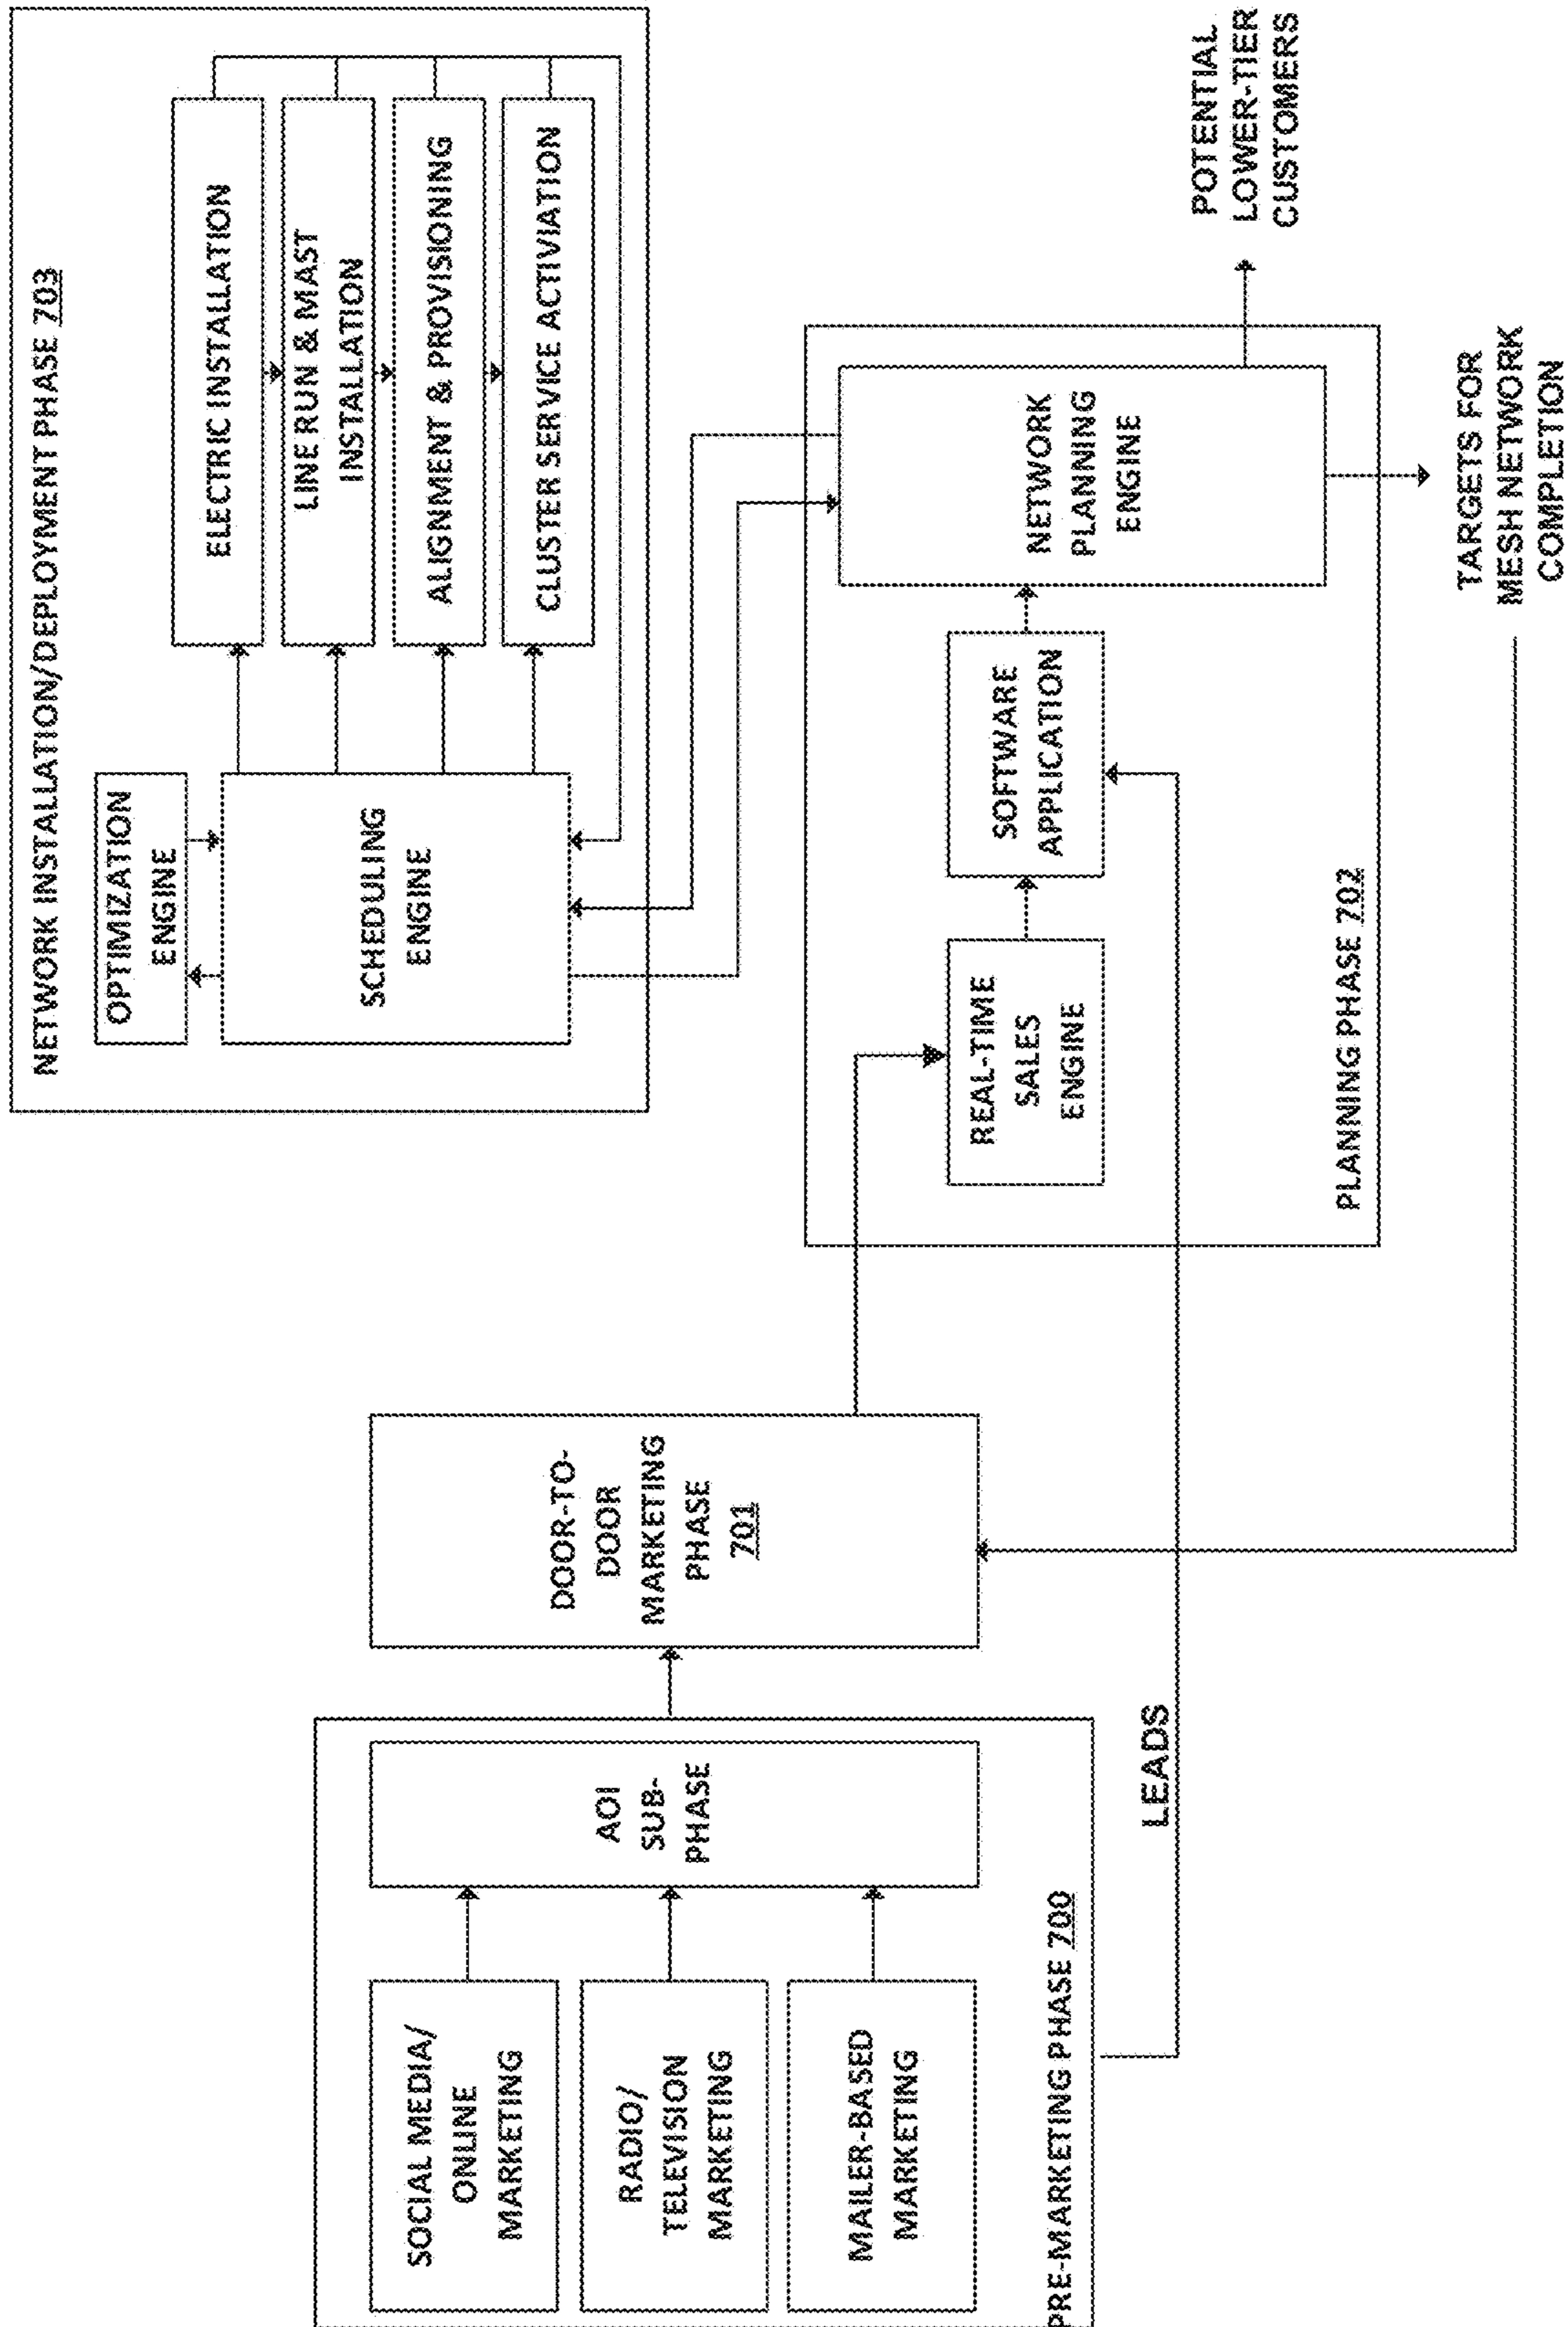 PRE-MARKETING PHASE 700
SOCIAL MEDIA/
ONLINE
MARKETING
RADIO/
TELEVISION
MARKETING
MAILER-BASED
MARKETING
AOI
SUB-
PHASE
LEADS
DOOR-TO-
DOOR
MARKETING
PHASE
701
NETWORK INSTALLATION/DEPLOYMENT PHASE 703
OPTIMIZATION
ENGINE
SCHEDULING
ENGINE
ELECTRIC INSTALLATION
LINE RUN & MAST
INSTALLATION
ALIGNMENT & PROVISIONING
CLUSTER SERVICE ACTIVIATION
REAL-TIME
SALES
ENGINE
SOFTWARE
APPLICATION
NETWORK
PLANNING
ENGINE
PLANNING PHASE 702
POTENTIAL
LOWER-TIER
CUSTOMERS
TARGETS FOR
MESH NETWORK
COMPLETION